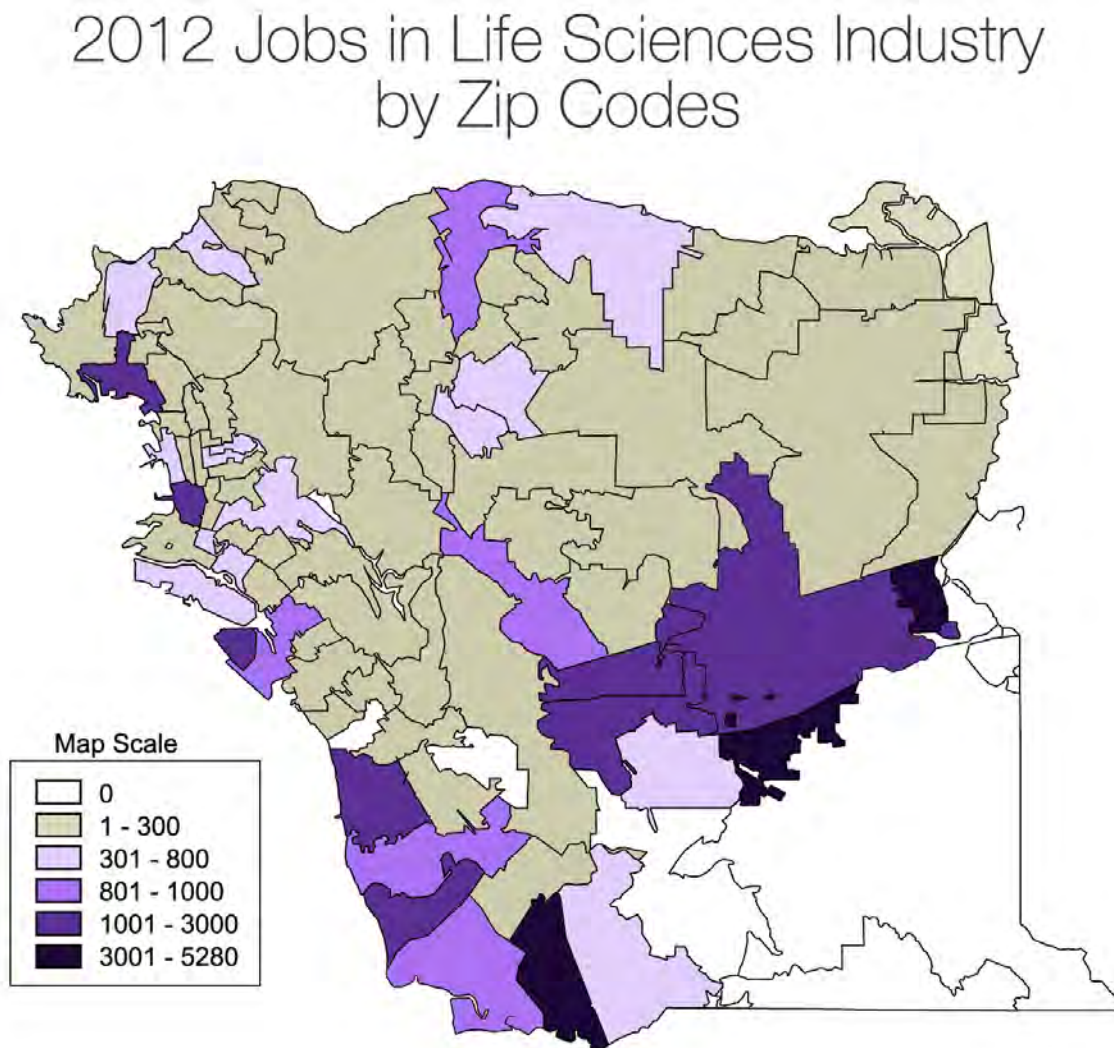 2012 Jobs in Life Sciences Industry
by Zip Codes
Map Scale
0
1 - 300
301 - 800
801 - 1000
1001 - 3000
3001 - 5280